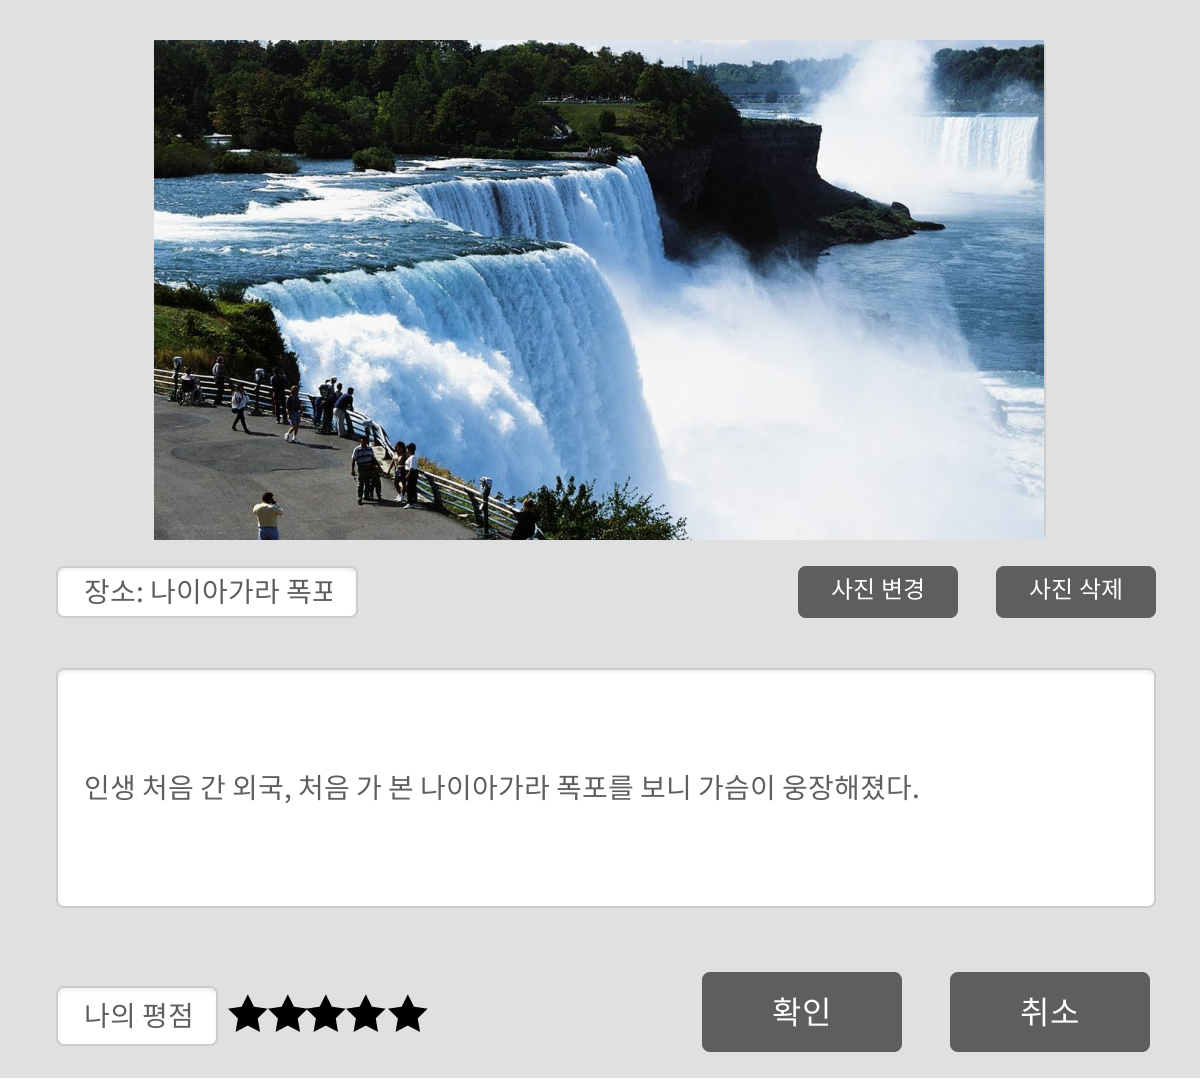 장소: 나이아가라 폭포
사진 변경
사진 삭제
인생 처음 간 외국, 처음 가 본 나이아가라 폭포를 보니 가슴이 웅장해졌다.
나의 평점
확인
취소